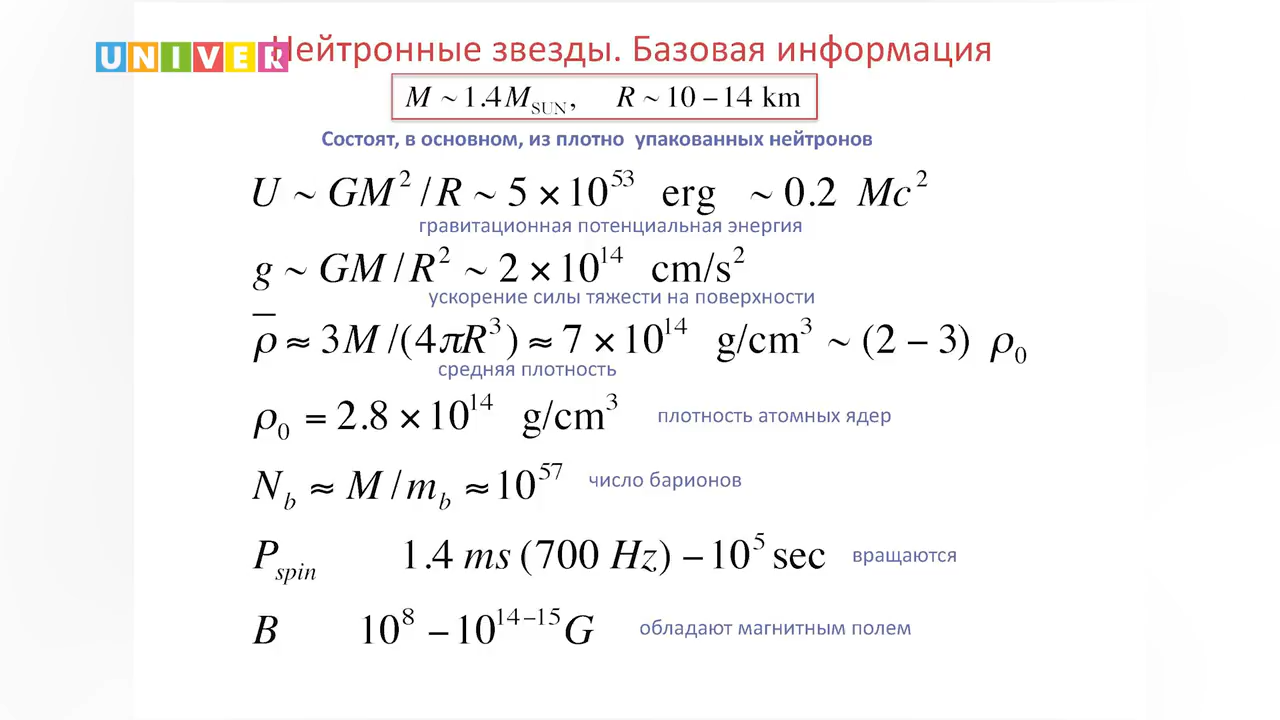 UNIVER
Нейтронные звезды. Базовая информация
M ~ 1.4M_SUN, R ~ 10 – 14 km
Состоят, в основном, из плотно упакованных нейтронов
U ~ GM² / R ~ 5 × 10⁵³ erg ~ 0.2 Mc²
гравитационная потенциальная энергия
g ~ GM / R² ~ 2 × 10¹⁴ cm/s²
ускорение силы тяжести на поверхности
ρ̅ ≈ 3M /(4πR³) ≈ 7 × 10¹⁴ g/cm³ ~ (2 – 3) ρ₀
средняя плотность
ρ₀ = 2.8 × 10¹⁴ g/cm³ плотность атомных ядер
N_b ≈ M / m_b ≈ 10⁵⁷ число барионов
P_spin 1.4 ms (700 Hz) – 10⁵ sec вращаются
B 10⁸ – 10¹⁴⁻¹⁵ G обладают магнитным полем